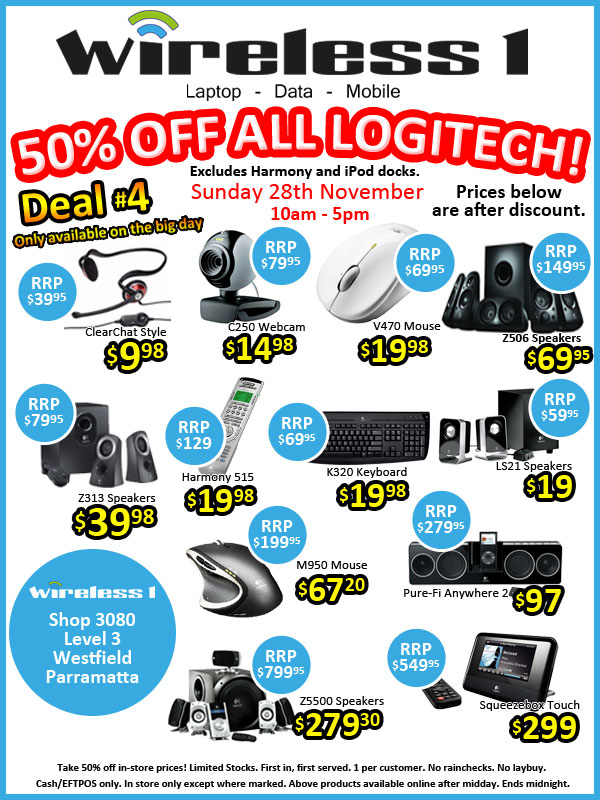 wireless 1
Laptop - Data - Mobile
50% OFF ALL LOGITECH!
Excludes Harmony and iPod docks.
Deal #4
Only available on the big day
Sunday 28th November
10am - 5pm
Prices below
are after discount.
RRP
$39.95
ClearChat Style
$9.98
RRP
$79.95
C250 Webcam
$14.98
RRP
$69.95
V470 Mouse
$19.98
RRP
$149.95
Z506 Speakers
$69.95
RRP
$79.95
Z313 Speakers
$39.98
RRP
$129
Harmony 515
$19.98
RRP
$69.95
K320 Keyboard
$19.98
RRP
$59.95
LS21 Speakers
$19
RRP
$199.95
M950 Mouse
$67.20
RRP
$279.95
Pure-Fi Anywhere
$97
wireless 1
Shop 3080
Level 3
Westfield
Parramatta
RRP
$799.95
Z5500 Speakers
$279.30
RRP
$549.95
Squeezebox Touch
$299
Take 50% off in-store prices! Limited Stocks. First in, first served. 1 per customer. No rainchecks. No laybuy.
Cash/EFTPOS only. In store only except where marked. Above products available online after midday. Ends midnight.